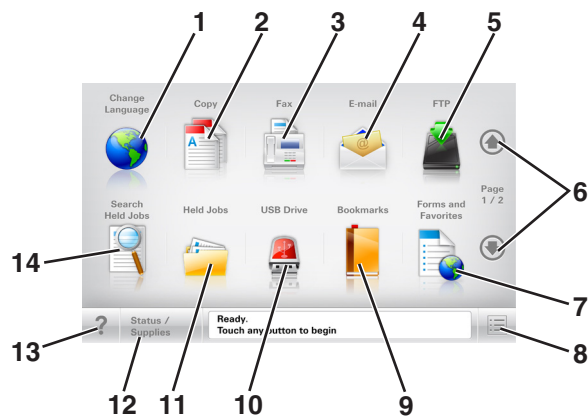 1 2 3 4 5
Change
Language
Copy
Fax
E-mail
FTP
A
@
6
Page
1 / 2
Search
Held Jobs
Held Jobs
USB Drive
Bookmarks
Forms and
Favorites
14
7
?
Status /
Supplies
Ready.
Touch any button to begin
13
12
11
10
9
8